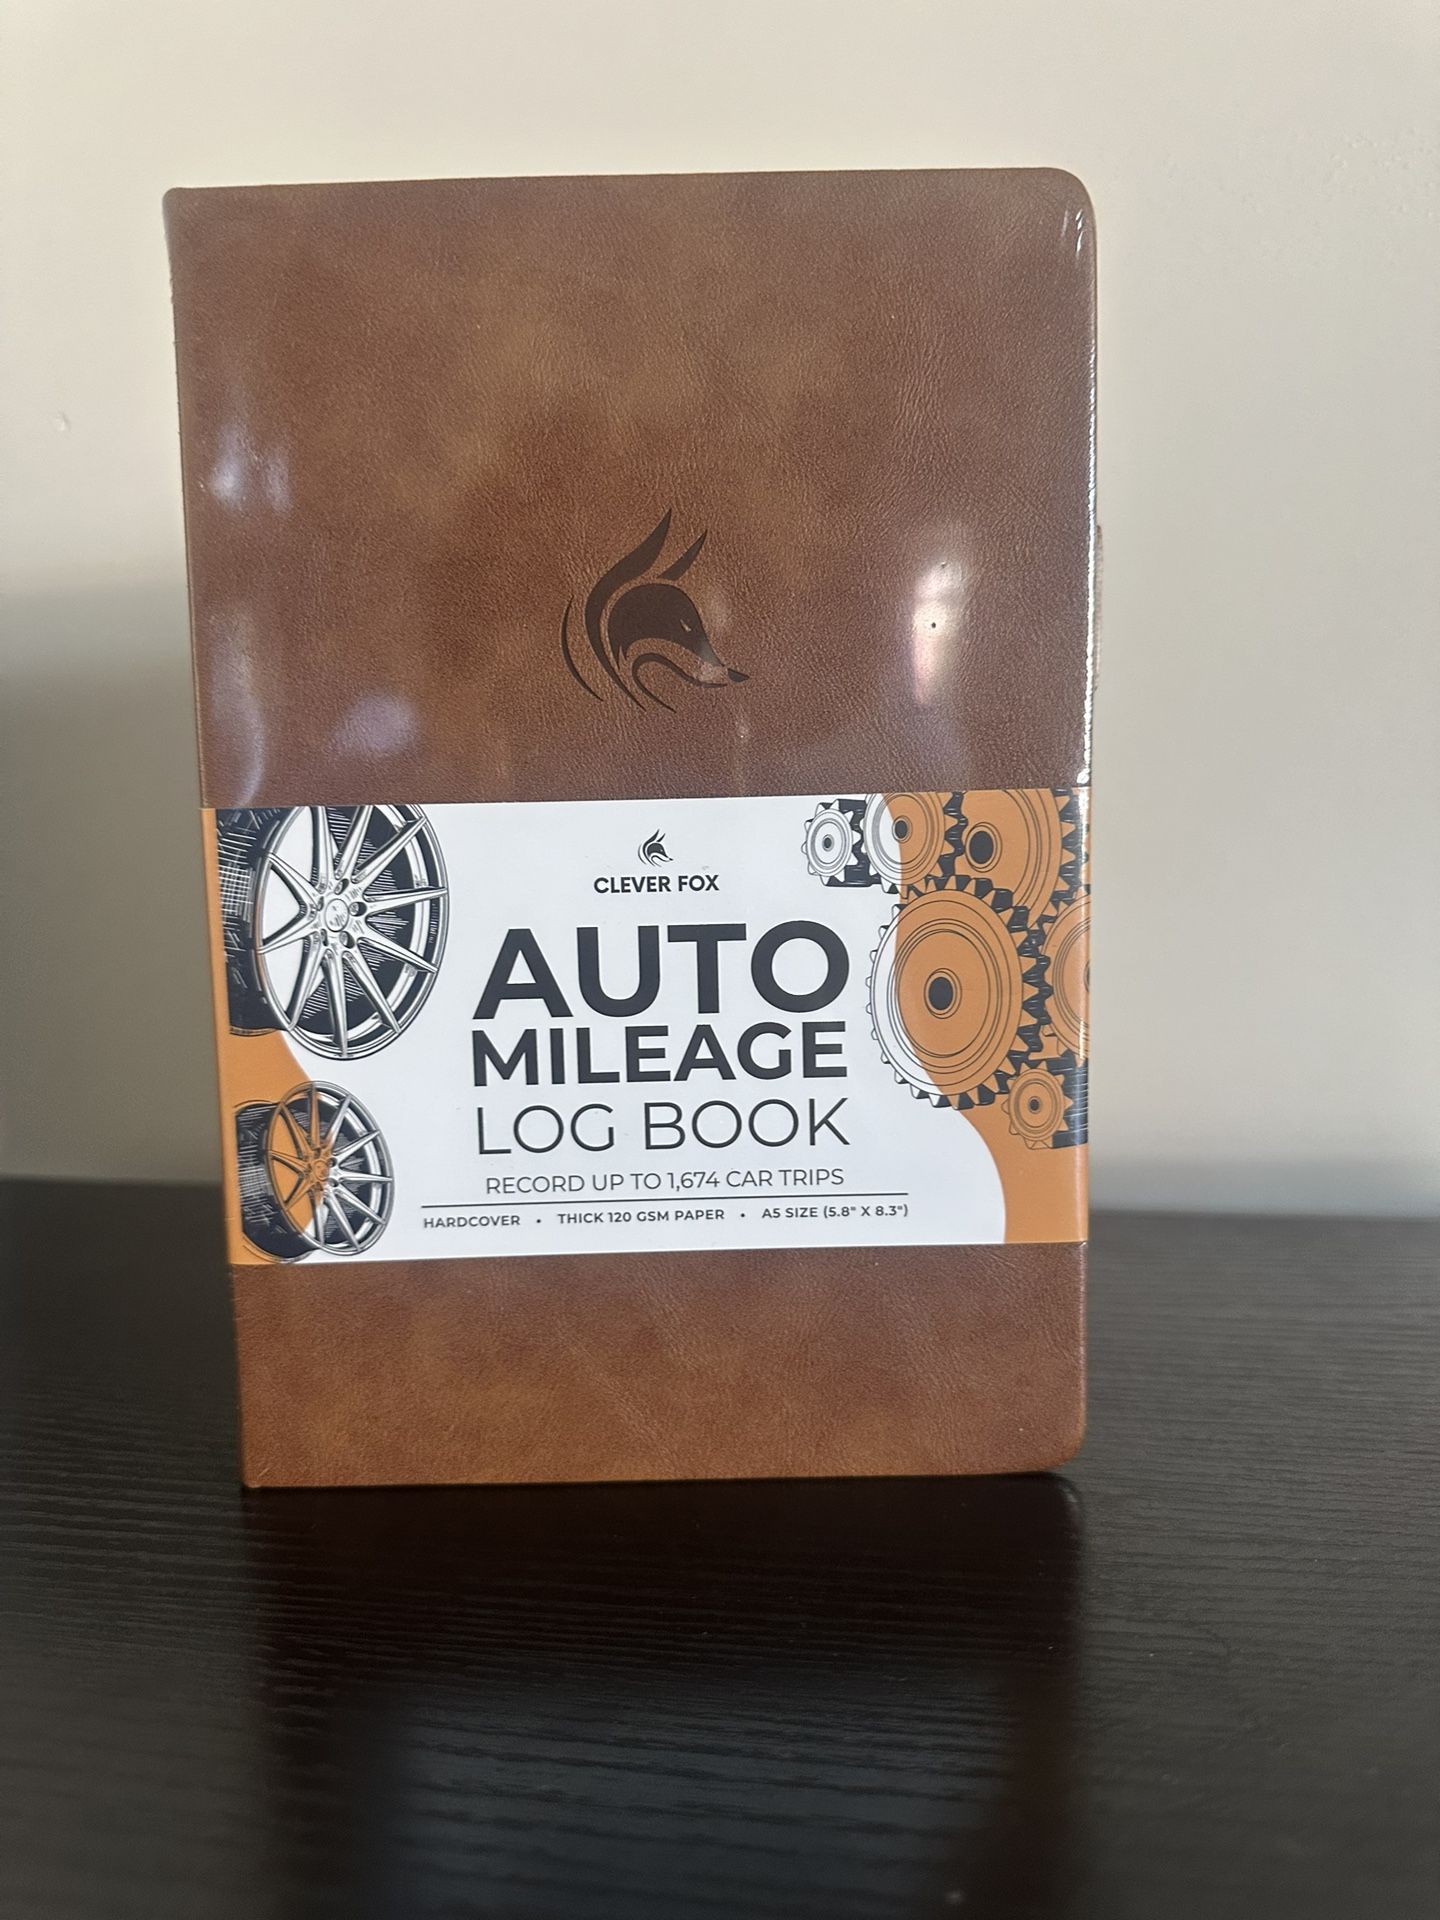 CLEVER FOX
AUTO
MILEAGE
LOG BOOK
RECORD UP TO 1,674 CAR TRIPS
HARDCOVER • THICK 120 GSM PAPER • A5 SIZE (5.8" X 8.3")